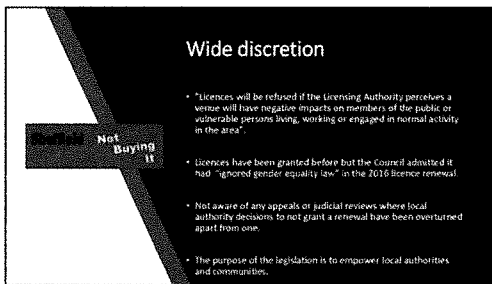 Wide discretion
• "Licences will be refused if the Licensing Authority perceives a
venue will have negative impacts on members of the public or
vulnerable persons living, working or engaged in normal activity
in the area".
Not
Buying
It
• Licences have been granted before but the Council admitted it
had "ignored gender equality law" in the 2016 licence renewal.
• Not aware of any appeals or judicial reviews where local
authority decisions to not grant a renewal have been overturned
apart from one.
• The purpose of the legislation is to empower local authorities
and communities.